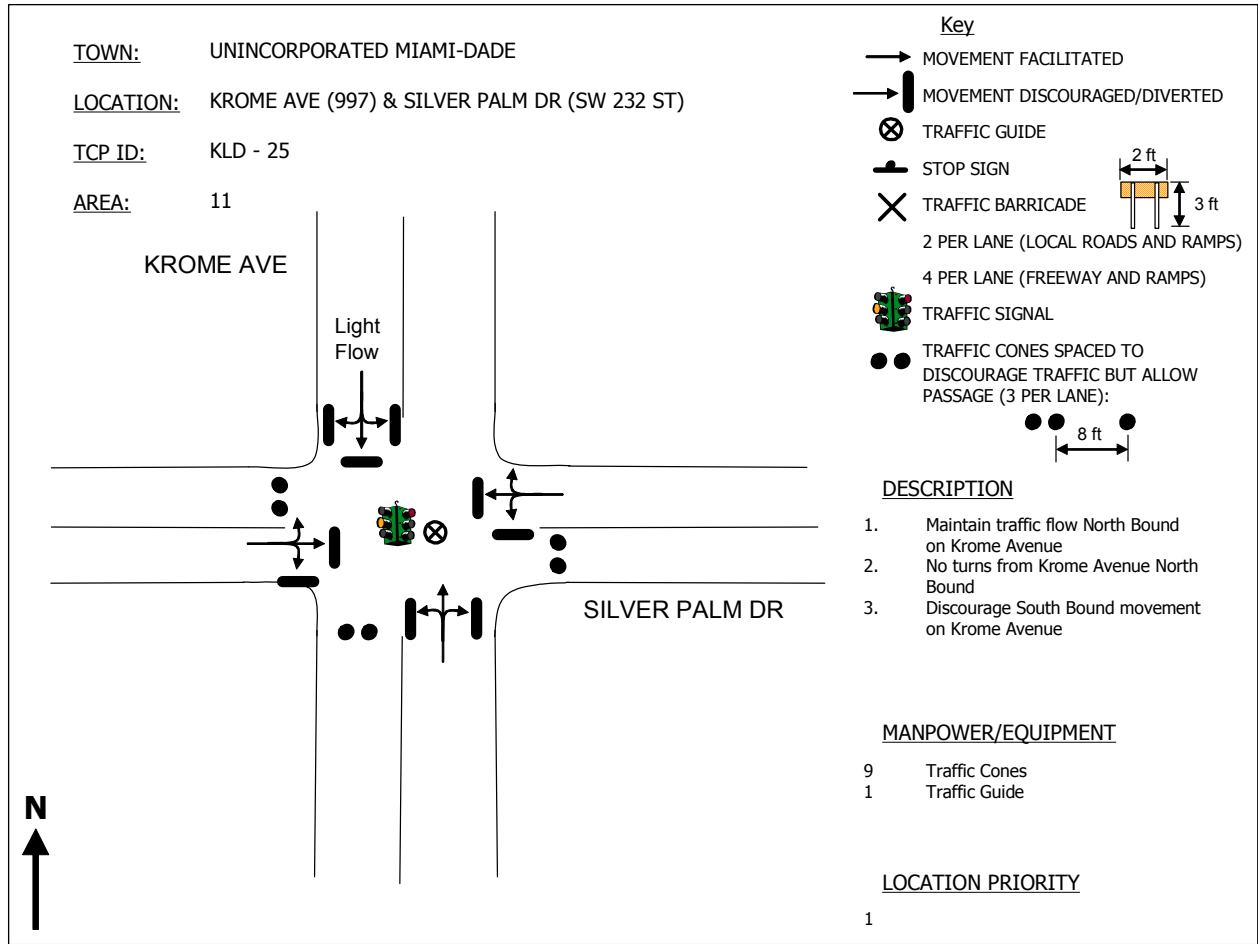 TOWN: UNINCORPORATED MIAMI-DADE
LOCATION: KROME AVE (997) & SILVER PALM DR (SW 232 ST)
TCP ID: KLD - 25
AREA: 11
KROME AVE
Light
Flow
SILVER PALM DR
N
Key
MOVEMENT FACILITATED
MOVEMENT DISCOURAGED/DIVERTED
TRAFFIC GUIDE
STOP SIGN
2 ft
TRAFFIC BARRICADE
3 ft
2 PER LANE (LOCAL ROADS AND RAMPS)
4 PER LANE (FREEWAY AND RAMPS)
TRAFFIC SIGNAL
TRAFFIC CONES SPACED TO
DISCOURAGE TRAFFIC BUT ALLOW
PASSAGE (3 PER LANE):
8 ft
DESCRIPTION
1. Maintain traffic flow North Bound
on Krome Avenue
2. No turns from Krome Avenue North
Bound
3. Discourage South Bound movement
on Krome Avenue
MANPOWER/EQUIPMENT
9 Traffic Cones
1 Traffic Guide
LOCATION PRIORITY
1